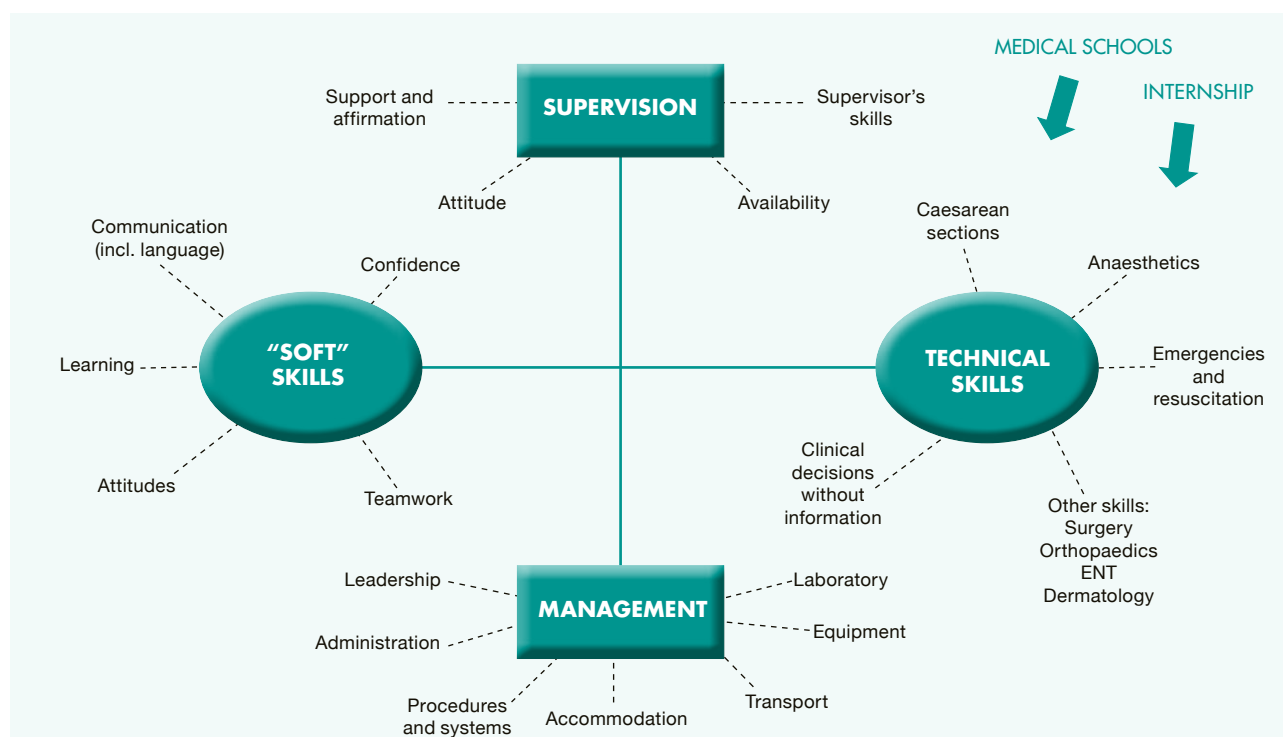 MEDICAL SCHOOLS
INTERNSHIP
SUPERVISION
Support and
affirmation
Supervisor’s
skills
Attitude
Availability
Communication
(incl. language)
Confidence
“SOFT”
SKILLS
Learning
Attitudes
Teamwork
Caesarean
sections
Anaesthetics
TECHNICAL
SKILLS
Emergencies
and
resuscitation
Clinical
decisions
without
information
Other skills:
Surgery
Orthopaedics
ENT
Dermatology
MANAGEMENT
Leadership
Administration
Procedures
and systems
Accommodation
Transport
Equipment
Laboratory